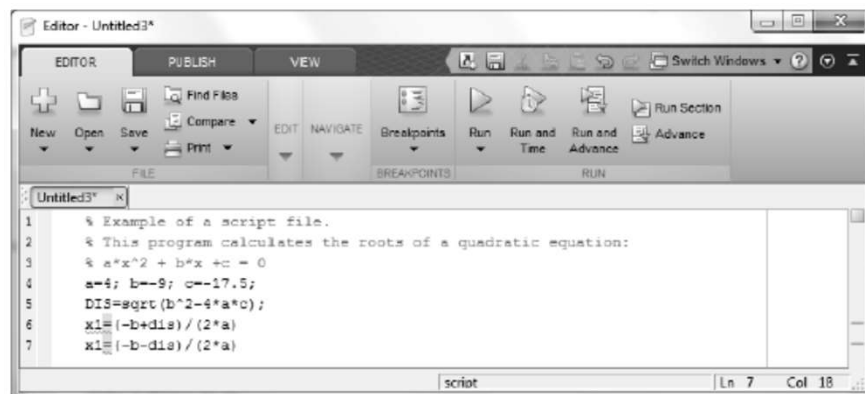 Editor - Untitled3*
EDITOR PUBLISH VIEW Switch Windows ?
New Open Save Find Files Compare Print EDIT NAVIGATE Breakpoints Run Run and Time Run and Advance Run Section Advance
FILE BREAKPOINTS RUN
Untitled3* ×
1 % Example of a script file.
2 % This program calculates the roots of a quadratic equation:
3 % a*x^2 + b*x +c = 0
4 a=4; b=-9; c=-17.5;
5 DIS=sqrt(b^2-4*a*c);
6 x1=(-b+dis)/(2*a)
7 x1=(-b-dis)/(2*a)
script Ln 7 Col 18